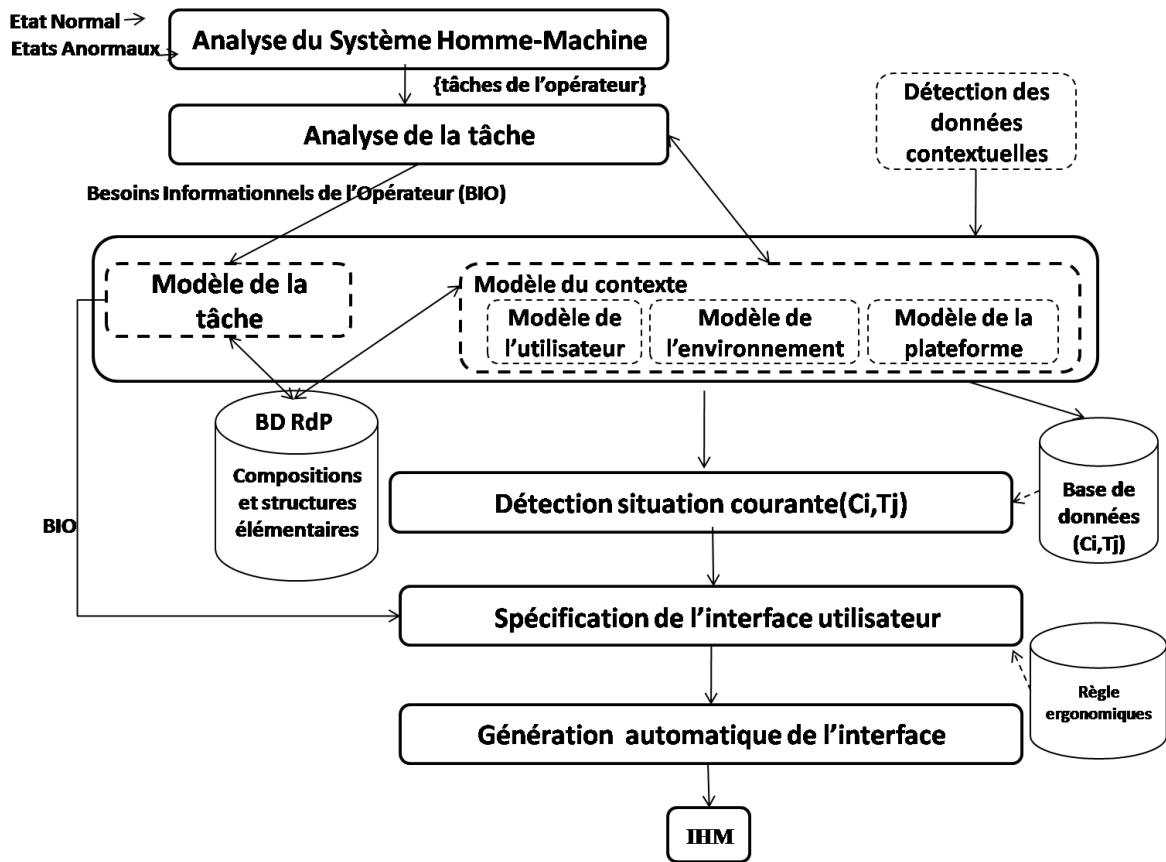 Etat Normal
Etats Anormaux
Analyse du Système Homme-Machine
{tâches de l'opérateur}
Analyse de la tâche
Détection des
données
contextuelles
Besoins Informationnels de l'Opérateur (BIO)
Modèle de la
tâche
Modèle du contexte
Modèle de
l'utilisateur
Modèle de
l'environnement
Modèle de la
plateforme
BD RdP
Compositions
et structures
élémentaires
BIO
Détection situation courante(Ci,Tj)
Base de
données
(Ci,Tj)
Spécification de l'interface utilisateur
Règle
ergonomiques
Génération automatique de l'interface
IHM